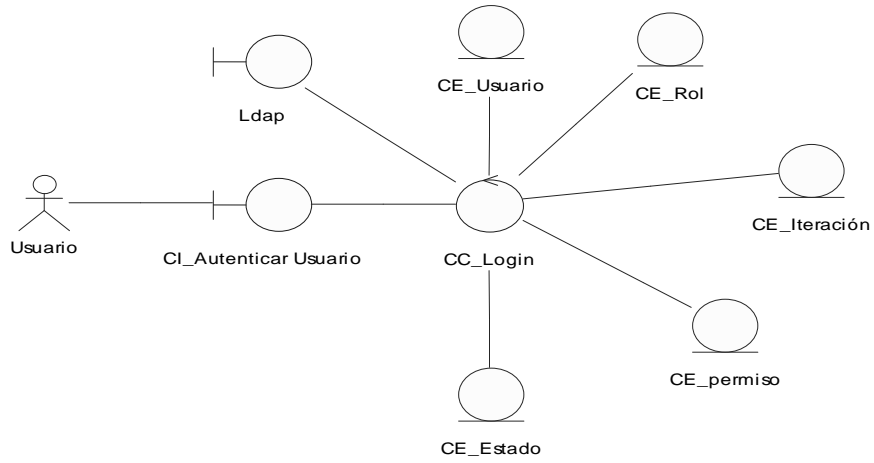 CE_Usuario
CE_Rol
Ldap
CE_Iteración
Usuario
CI_Autenticar Usuario
CC_Login
CE_permiso
CE_Estado